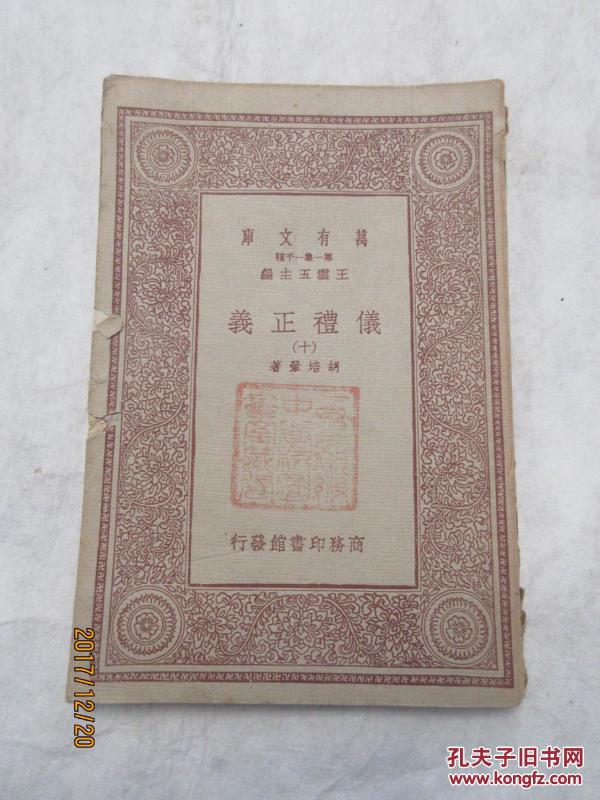 萬有文庫
第一集一千種
王雲五主編
儀禮正義
(十)
胡培翬著
商務印書館發行
2017/12/20
孔夫子旧书网
www.kongfz.com